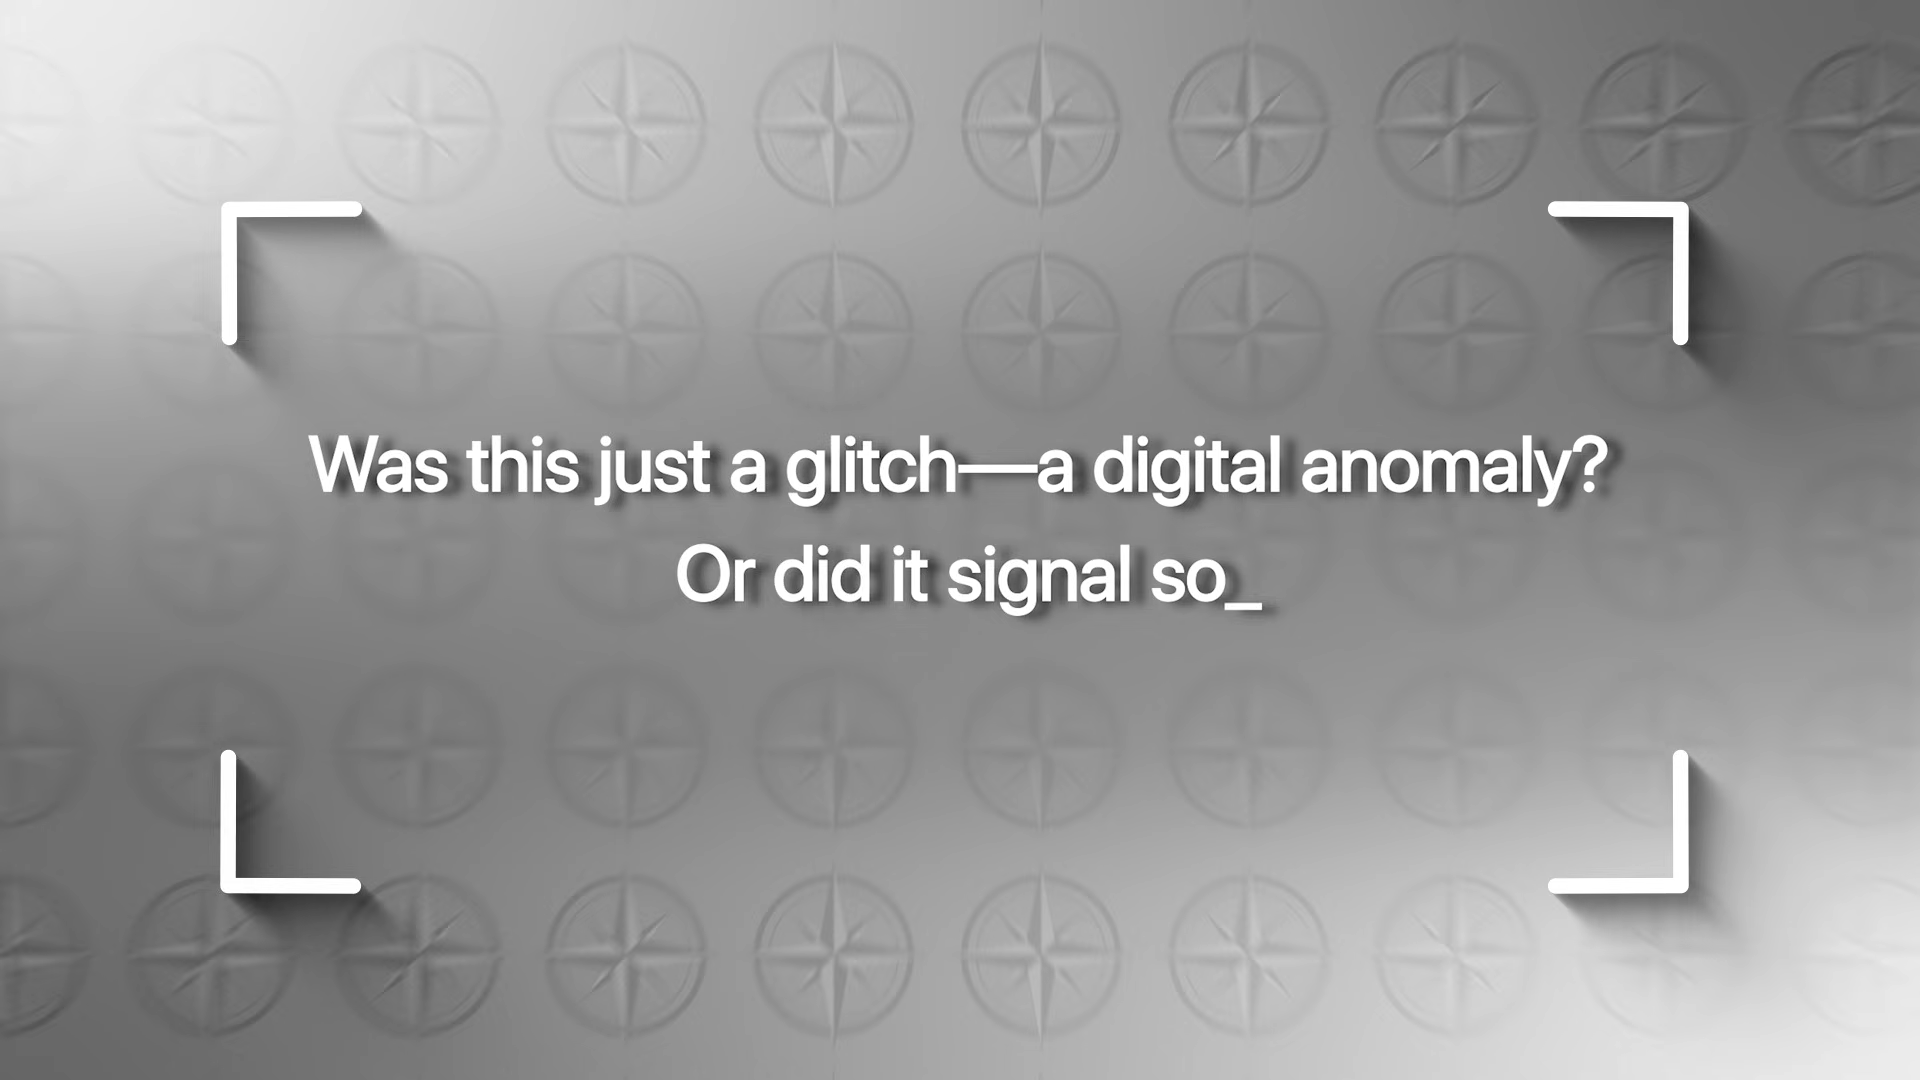 Was this just a glitch—a digital anomaly?
Or did it signal so_